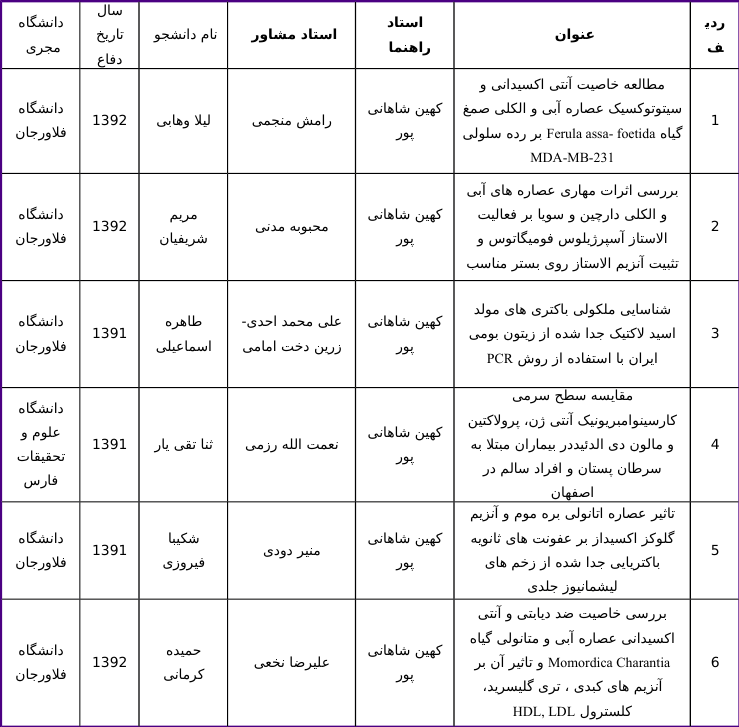 ردی
ف
عنوان
استاد
راهنما
استاد مشاور
نام دانشجو
سال
تاریخ
دفاع
دانشگاه
مجری
1
مطالعه خاصیت آنتی اکسیدانی و
سیتوتوکسیک عصاره آبی و الکلی صمغ
گیاه Ferula assa- foetida بر رده سلولی
MDA-MB-231
کهین شاهانی
پور
رامش منجمی
لیلا وهابی
1392
دانشگاه
فلاورجان
2
بررسی اثرات مهاری عصاره های آبی
و الکلی دارچین و سویا بر فعالیت
الاستاز آسپرژیلوس فومیگاتوس و
تثبیت آنزیم الاستاز روی بستر مناسب
کهین شاهانی
پور
محبوبه مدنی
مریم
شریفیان
1392
دانشگاه
فلاورجان
3
شناسایی ملکولی باکتری های مولد
اسید لاکتیک جدا شده از زیتون بومی
ایران با استفاده از روش PCR
کهین شاهانی
پور
علی محمد احدی-
زرین دخت امامی
طاهره
اسماعیلی
1391
دانشگاه
فلاورجان
4
مقایسه سطح سرمی
کارسینوامبریونیک آنتی ژن، پرولاکتین
و مالون دی الدئیددر بیماران مبتلا به
سرطان پستان و افراد سالم در
اصفهان
کهین شاهانی
پور
نعمت الله رزمی
ثنا تقی یار
1391
دانشگاه
علوم و
تحقیقات
فارس
5
تاثیر عصاره اتانولی بره موم و آنزیم
گلوکز اکسیداز بر عفونت های ثانویه
باکتریایی جدا شده از زخم های
لیشمانیوز جلدی
کهین شاهانی
پور
منیر دودی
شکیبا
فیروزی
1391
دانشگاه
فلاورجان
6
بررسی خاصیت ضد دیابتی و آنتی
اکسیدانی عصاره آبی و متانولی گیاه
Momordica Charantia و تاثیر آن بر
آنزیم های کبدی ، تری گلیسرید،
کلسترول HDL, LDL
کهین شاهانی
پور
علیرضا نخعی
حمیده
کرمانی
1392
دانشگاه
فلاورجان